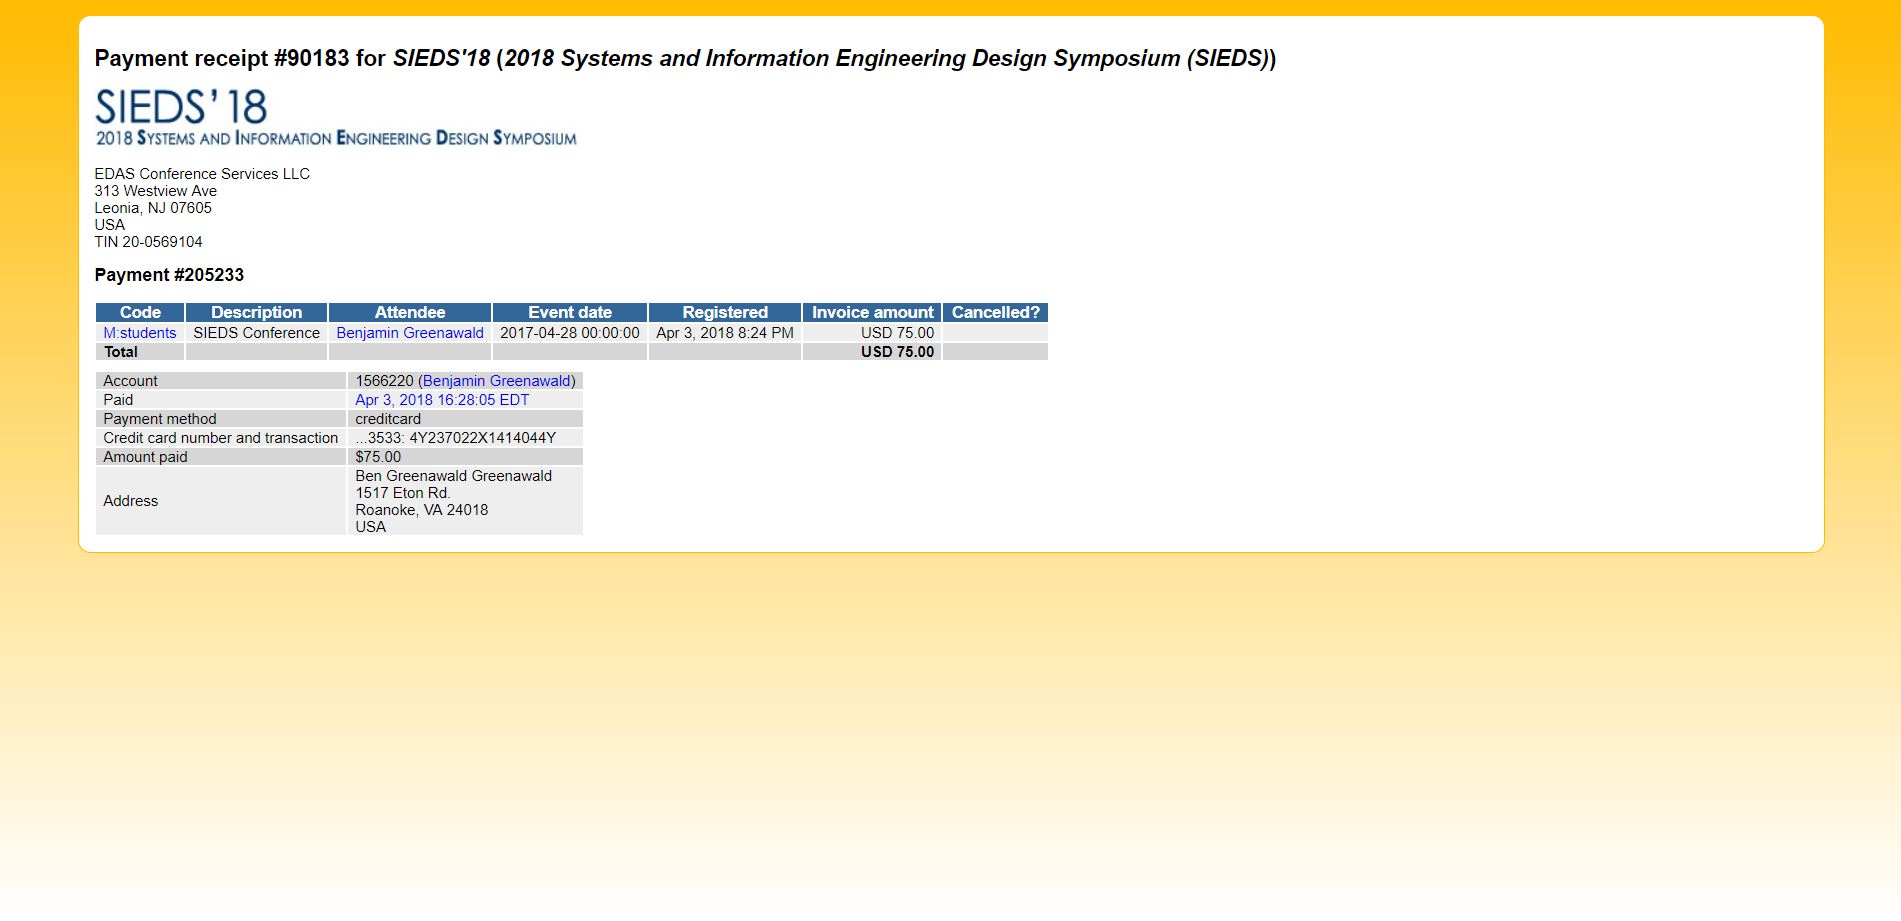 Payment receipt #90183 for SIEDS'18 (2018 Systems and Information Engineering Design Symposium (SIEDS))
SIEDS' 18
2018 SYSTEMS AND INFORMATION ENGINEERING DESIGN SYMPOSIUM
EDAS Conference Services LLC
313 Westview Ave
Leonia, NJ 07605
USA
TIN 20-0569104
Payment #205233
Code Description Attendee Event date Registered Invoice amount Cancelled?
M:students SIEDS Conference Benjamin Greenawald 2017-04-28 00:00:00 Apr 3, 2018 8:24 PM USD 75.00
Total USD 75.00
Account 1566220 (Benjamin Greenawald)
Paid Apr 3, 2018 16:28:05 EDT
Payment method creditcard
Credit card number and transaction ...3533: 4Y237022X1414044Y
Amount paid $75.00
Address Ben Greenawald Greenawald
1517 Eton Rd.
Roanoke, VA 24018
USA